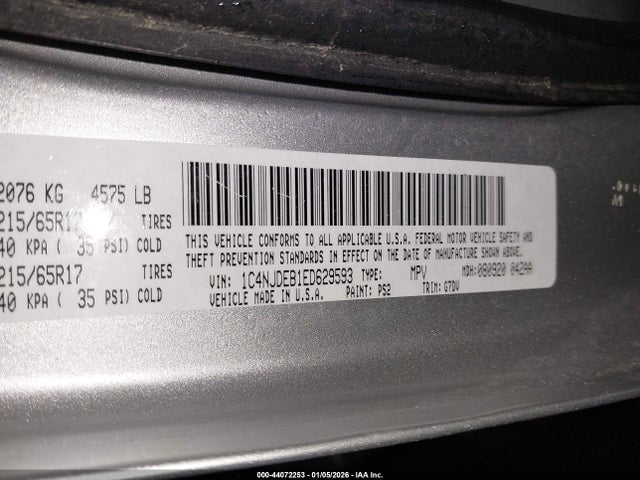 2076 KG 4575 LB
215/65R17 TIRES
40 KPA ( 35 PSI) COLD
215/65R17 TIRES
40 KPA ( 35 PSI) COLD
THIS VEHICLE CONFORMS TO ALL APPLICABLE U.S.A. FEDERAL MOTOR VEHICLE SAFETY AND
THEFT PREVENTION STANDARDS IN EFFECT ON THE DATE OF MANUFACTURE SHOWN ABOVE.
VIN: 1C4NJDEB1ED629593 TYPE: MPV MDH: 080920 042AA
VEHICLE MADE IN U.S.A. PAINT: PS2 TRIM: G7DV
000-44072253 - 01/05/2026 - IAA Inc.